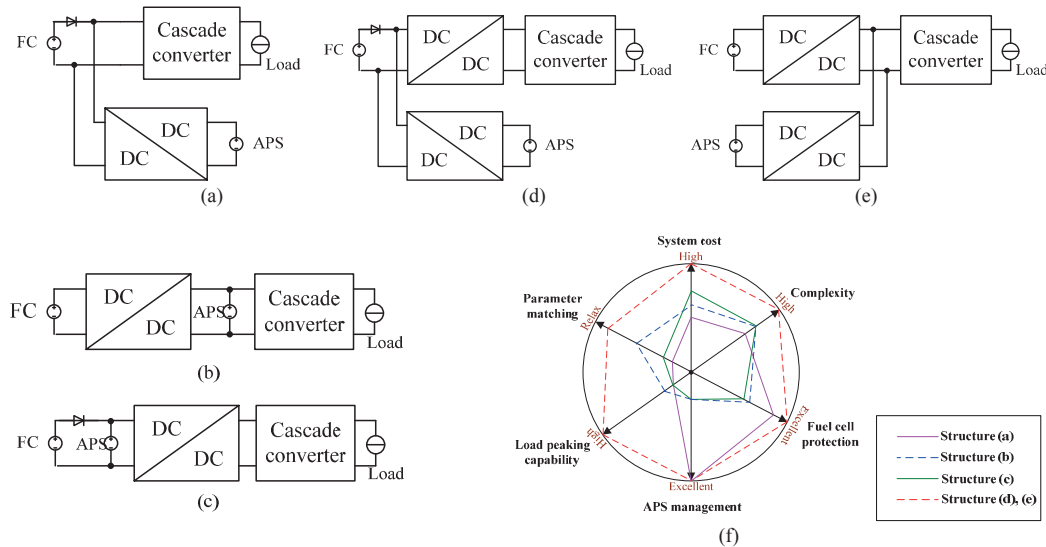 FC
Cascade
converter
Load
DC
DC
APS
(a)
FC
DC
DC
Cascade
converter
Load
DC
DC
APS
(d)
FC
DC
DC
Cascade
converter
Load
APS
DC
DC
(e)
FC
DC
DC
APS
Cascade
converter
Load
(b)
FC
APS
DC
DC
Cascade
converter
Load
(c)
System cost
High
Complexity
High
Parameter
matching
Relax
Load peaking
capability
High
Fuel cell
protection
Excellent
Excellent
APS management
(f)
Structure (a)
Structure (b)
Structure (c)
Structure (d), (e)